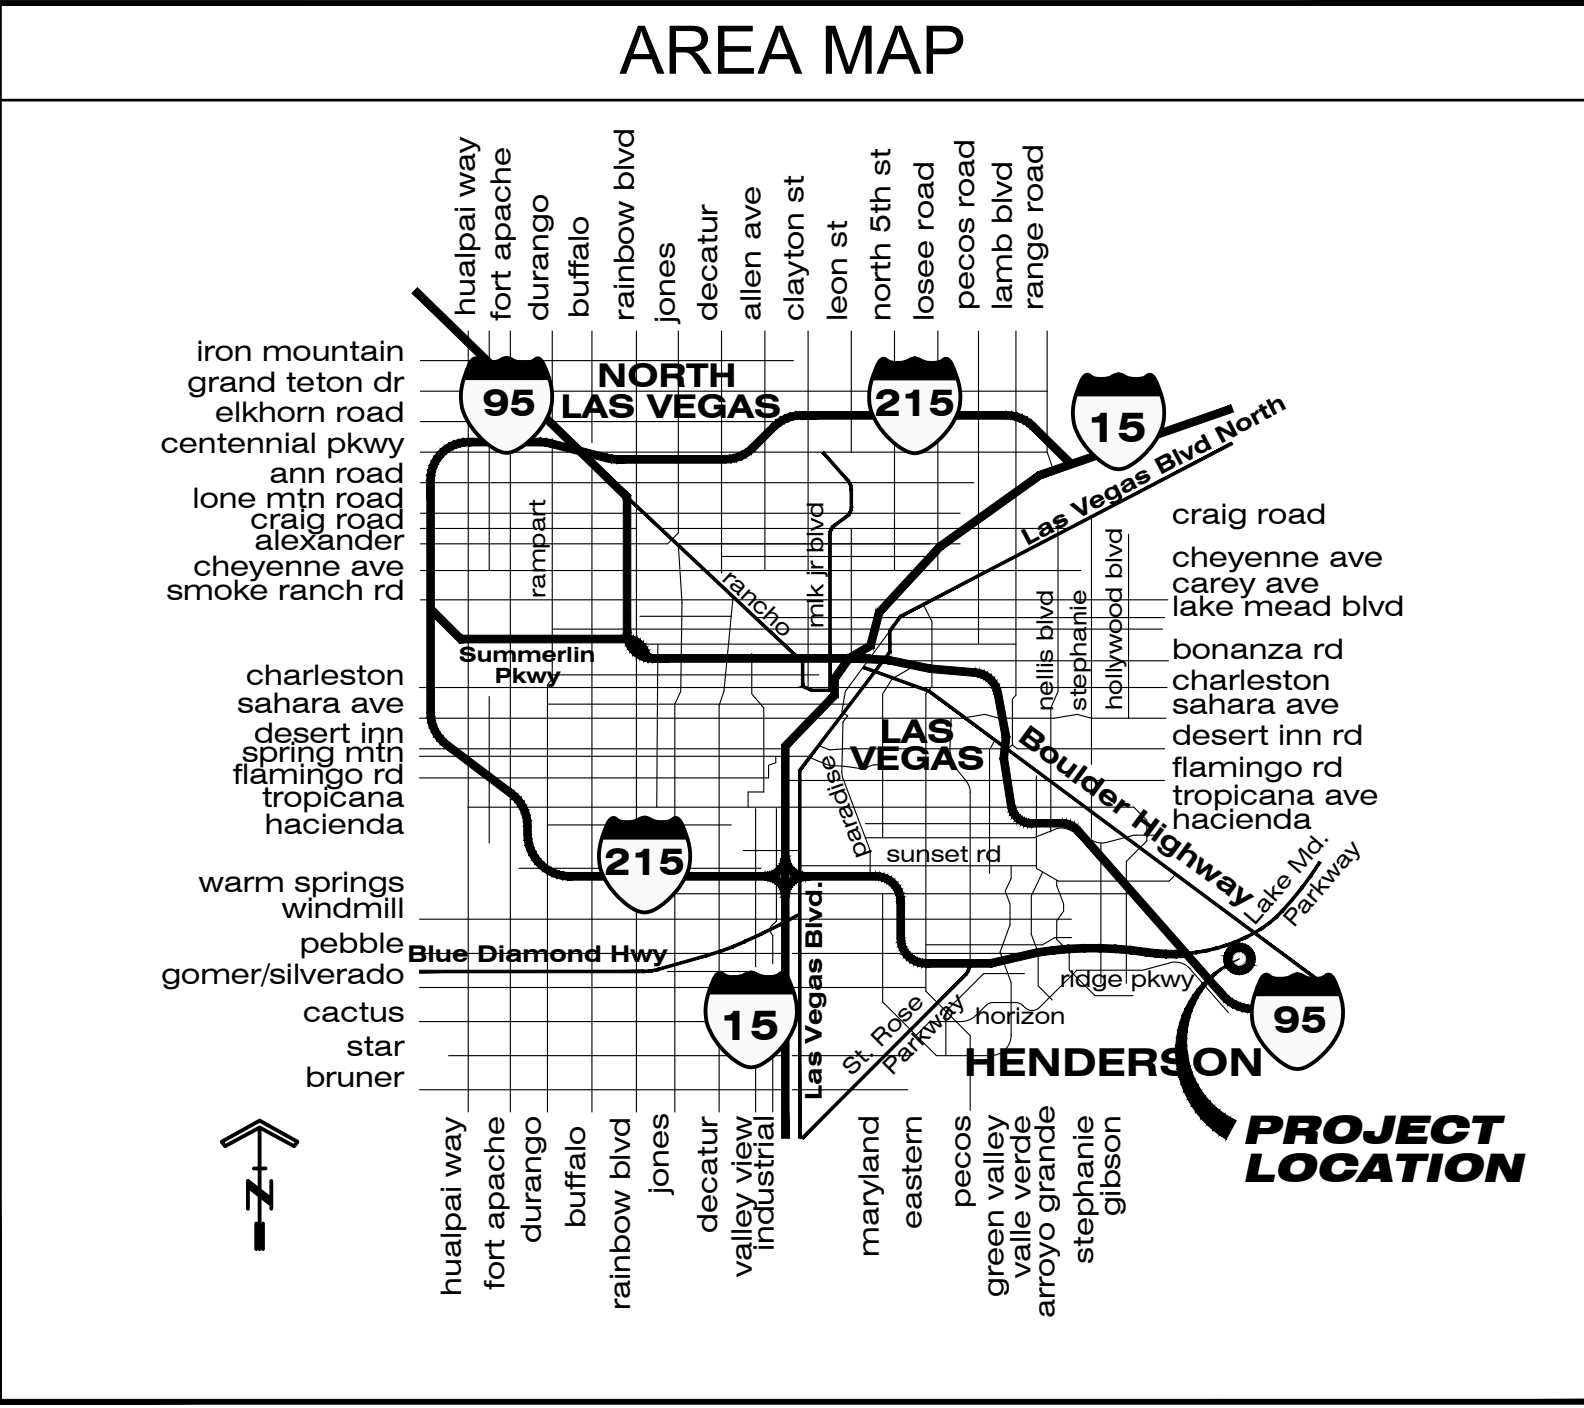 AREA MAP
hualpai way
fort apache
durango
buffalo
rainbow blvd
jones
decatur
allen ave
clayton st
leon st
north 5th st
losee road
pecos road
lamb blvd
range road
iron mountain
grand teton dr
elkhorn road
centennial pkwy
ann road
lone mtn road
craig road
alexander
cheyenne ave
smoke ranch rd
charleston
sahara ave
desert inn
spring mtn
flamingo rd
tropicana
hacienda
warm springs
windmill
pebble
gomer/silverado
cactus
star
bruner
95
NORTH
LAS VEGAS
215
15
Las Vegas Blvd North
rampart
rancho
mlk jr blvd
nellis blvd
stephanie
hollywood blvd
Summerlin
Pkwy
LAS
VEGAS
paradise
Boulder Highway
sunset rd
215
Lake Md.
Parkway
Blue Diamond Hwy
Las Vegas Blvd.
15
St. Rose
Parkway
ridge pkwy
horizon
95
HENDERSON
PROJECT
LOCATION
craig road
cheyenne ave
carey ave
lake mead blvd
bonanza rd
charleston
sahara ave
desert inn rd
flamingo rd
tropicana ave
hacienda
N
hualpai way
fort apache
durango
buffalo
rainbow blvd
jones
decatur
valley view
industrial
maryland
eastern
pecos
green valley
valle verde
arroyo grande
stephanie
gibson